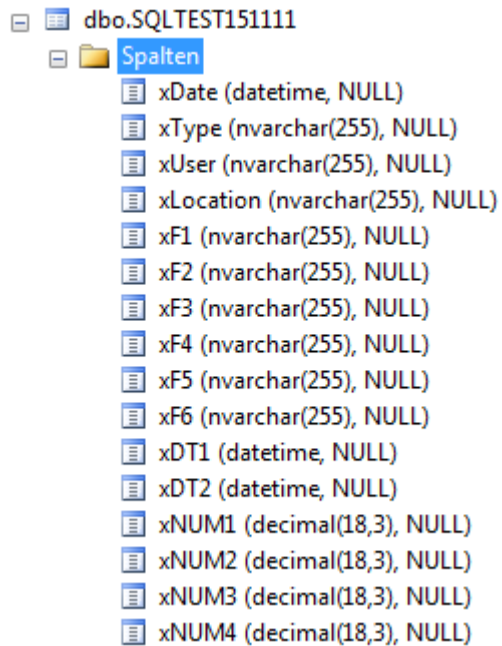 dbo.SQLTEST151111
Spalten
xDate (datetime, NULL)
xType (nvarchar(255), NULL)
xUser (nvarchar(255), NULL)
xLocation (nvarchar(255), NULL)
xF1 (nvarchar(255), NULL)
xF2 (nvarchar(255), NULL)
xF3 (nvarchar(255), NULL)
xF4 (nvarchar(255), NULL)
xF5 (nvarchar(255), NULL)
xF6 (nvarchar(255), NULL)
xDT1 (datetime, NULL)
xDT2 (datetime, NULL)
xNUM1 (decimal(18,3), NULL)
xNUM2 (decimal(18,3), NULL)
xNUM3 (decimal(18,3), NULL)
xNUM4 (decimal(18,3), NULL)